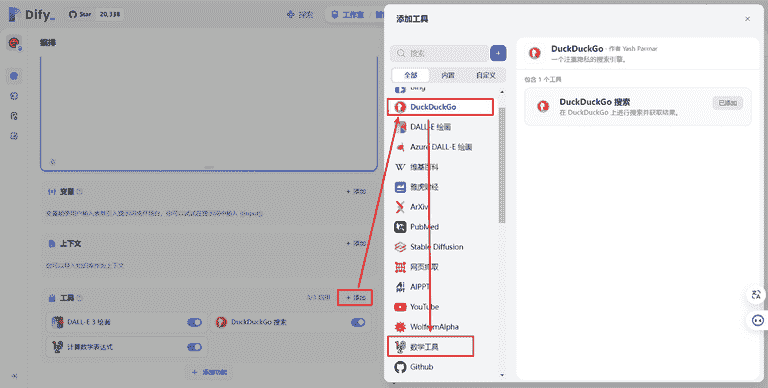 Dify
Star 20,338
探索
工作室
编排
变量
+ 添加
上下文
+ 添加
工具
+ 添加
DALL-E 3 绘画
DuckDuckGo 搜索
计算数学表达式
+ 添加功能
添加工具
搜索
全部
内置
自定义
Bing
DuckDuckGo
DALL-E 绘画
Azure DALL-E 绘画
维基百科
雅虎财经
ArXiv
PubMed
Stable Diffusion
网页抓取
AIPPT
YouTube
WolframAlpha
数学工具
Github
DuckDuckGo · 作者 Yash Parmar
一个注重隐私的搜索引擎。
包含 1 个工具
DuckDuckGo 搜索
在 DuckDuckGo 上进行搜索并获取结果。
已添加